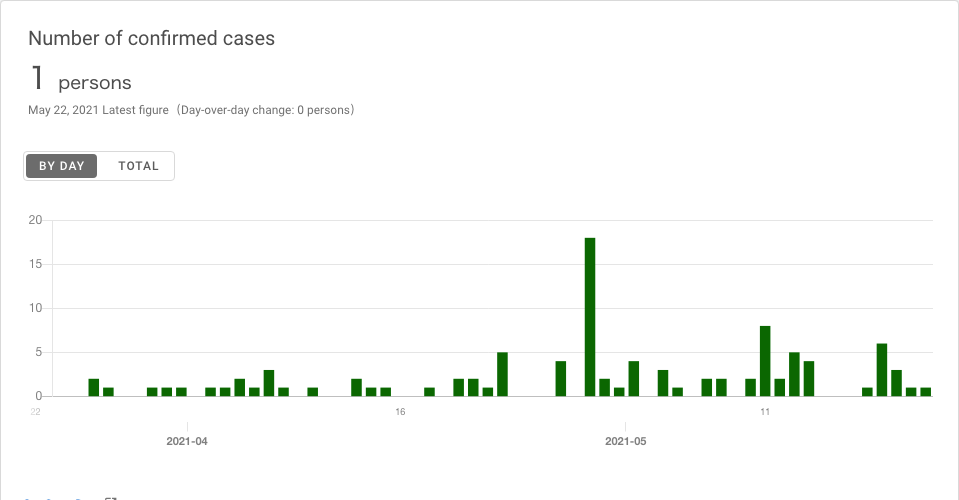 Number of confirmed cases
1 persons
May 22, 2021 Latest figure（Day-over-day change: 0 persons）
BY DAY TOTAL
20
15
10
5
0
22 16 11
2021-04 2021-05